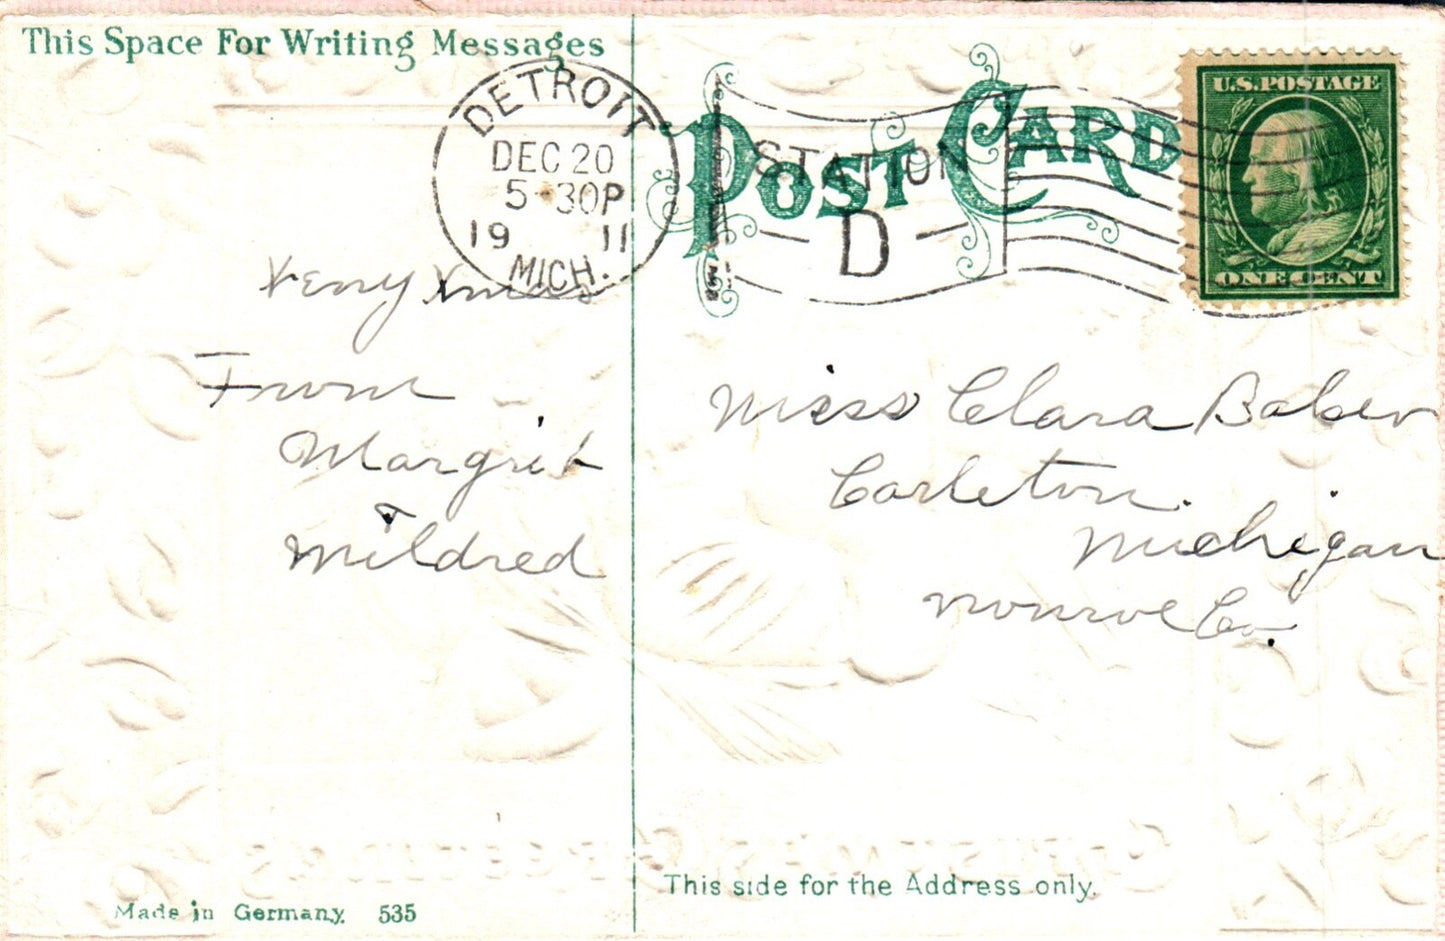 This Space For Writing Messages
POST CARD
U.S. POSTAGE
ONE CENT
DETROIT
DEC 20
5-30P
19 11
MICH.
STATION
D
Xmas
From
Margrit
Mildred
Miss Clara Baker
Carleton.
Michigan
Monroe Co.
This side for the Address only.
Made in Germany. 535